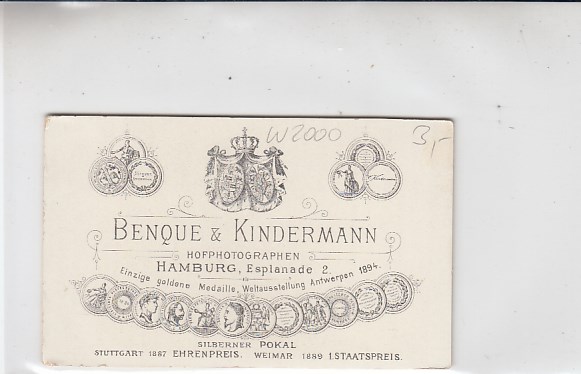 W2000
3,-
BENQUE & KINDERMANN
HOFPHOTOGRAPHEN
HAMBURG, Esplanade 2.
Einzige goldene Medaille, Weltausstellung Antwerpen 1894.
SILBERNER POKAL
STUTTGART 1887 EHRENPREIS. WEIMAR 1889 1. STAATSPREIS.